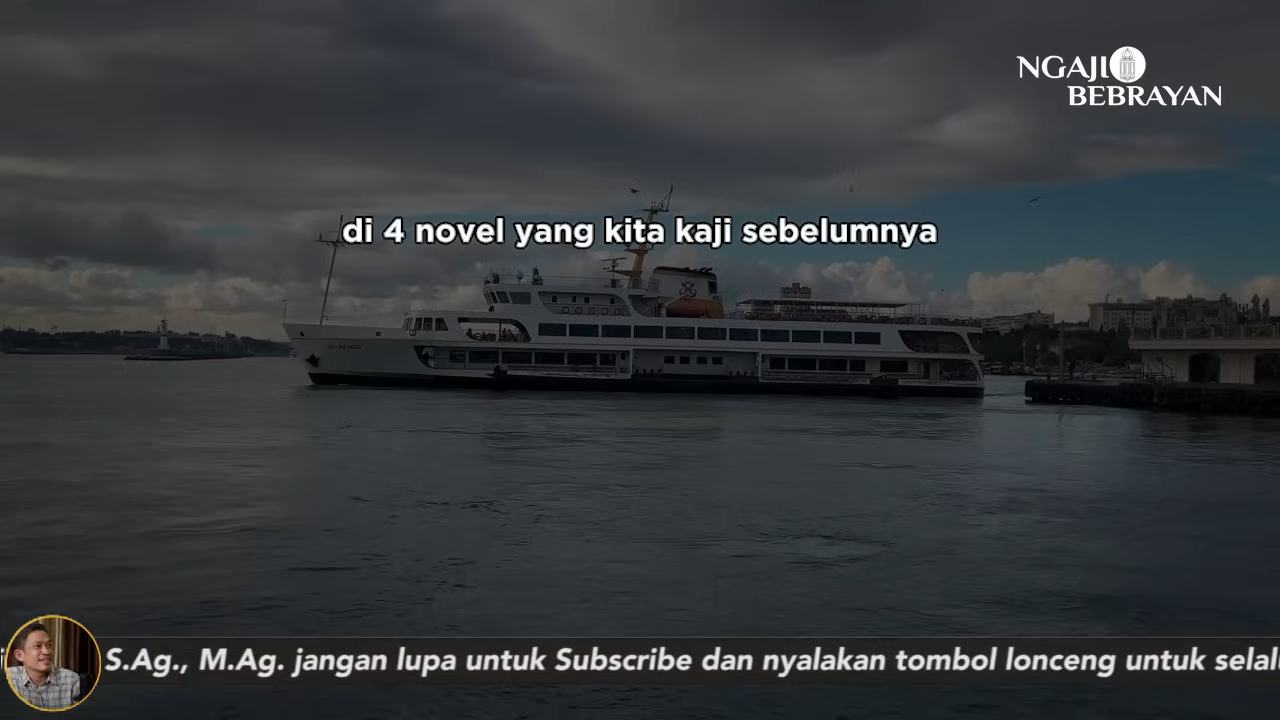 NGAJI
BEBRAYAN
di 4 novel yang kita kaji sebelumnya
S.Ag., M.Ag. jangan lupa untuk Subscribe dan nyalakan tombol lonceng untuk